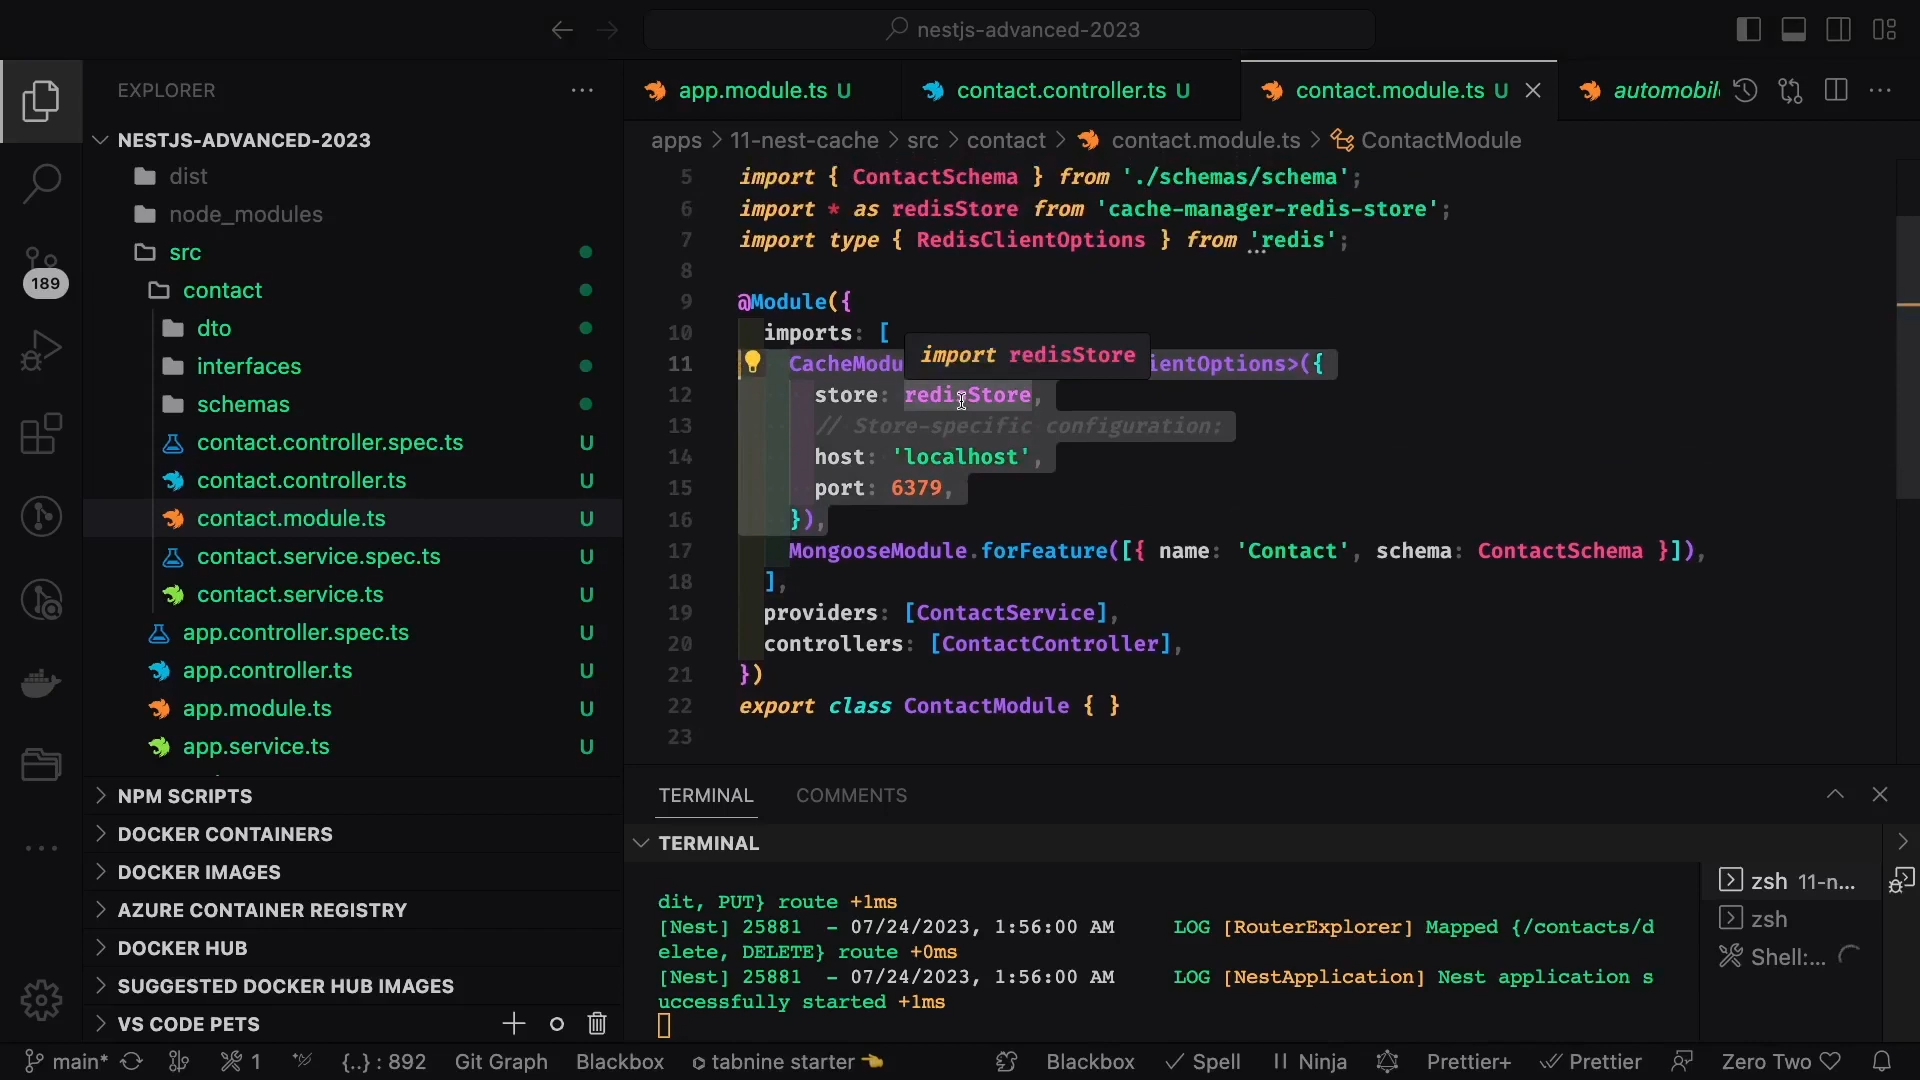 nestjs-advanced-2023
EXPLORER
NESTJS-ADVANCED-2023
dist
node_modules
src
contact
dto
interfaces
schemas
contact.controller.spec.ts U
contact.controller.ts U
contact.module.ts U
contact.service.spec.ts U
contact.service.ts U
app.controller.spec.ts U
app.controller.ts U
app.module.ts U
app.service.ts U
NPM SCRIPTS
DOCKER CONTAINERS
DOCKER IMAGES
AZURE CONTAINER REGISTRY
DOCKER HUB
SUGGESTED DOCKER HUB IMAGES
VS CODE PETS
189
app.module.ts U
contact.controller.ts U
contact.module.ts U
automobil
apps > 11-nest-cache > src > contact > contact.module.ts > ContactModule
5 import { ContactSchema } from './schemas/schema';
6 import * as redisStore from 'cache-manager-redis-store';
7 import type { RedisClientOptions } from 'redis';
8
9 @Module({
10 imports: [
import redisStore
11 CacheModu ientOptions>({
12 store: redisStore,
13 // Store-specific configuration:
14 host: 'localhost',
15 port: 6379,
16 }),
17 MongooseModule.forFeature([{ name: 'Contact', schema: ContactSchema }]),
18 ],
19 providers: [ContactService],
20 controllers: [ContactController],
21 })
22 export class ContactModule { }
23
TERMINAL COMMENTS
TERMINAL
dit, PUT} route +1ms
[Nest] 25881 - 07/24/2023, 1:56:00 AM LOG [RouterExplorer] Mapped {/contacts/d
elete, DELETE} route +0ms
[Nest] 25881 - 07/24/2023, 1:56:00 AM LOG [NestApplication] Nest application s
uccessfully started +1ms
zsh 11-n...
zsh
Shell:...
main* 1 {..} : 892 Git Graph Blackbox tabnine starter Blackbox Spell Ninja Prettier+ Prettier Zero Two